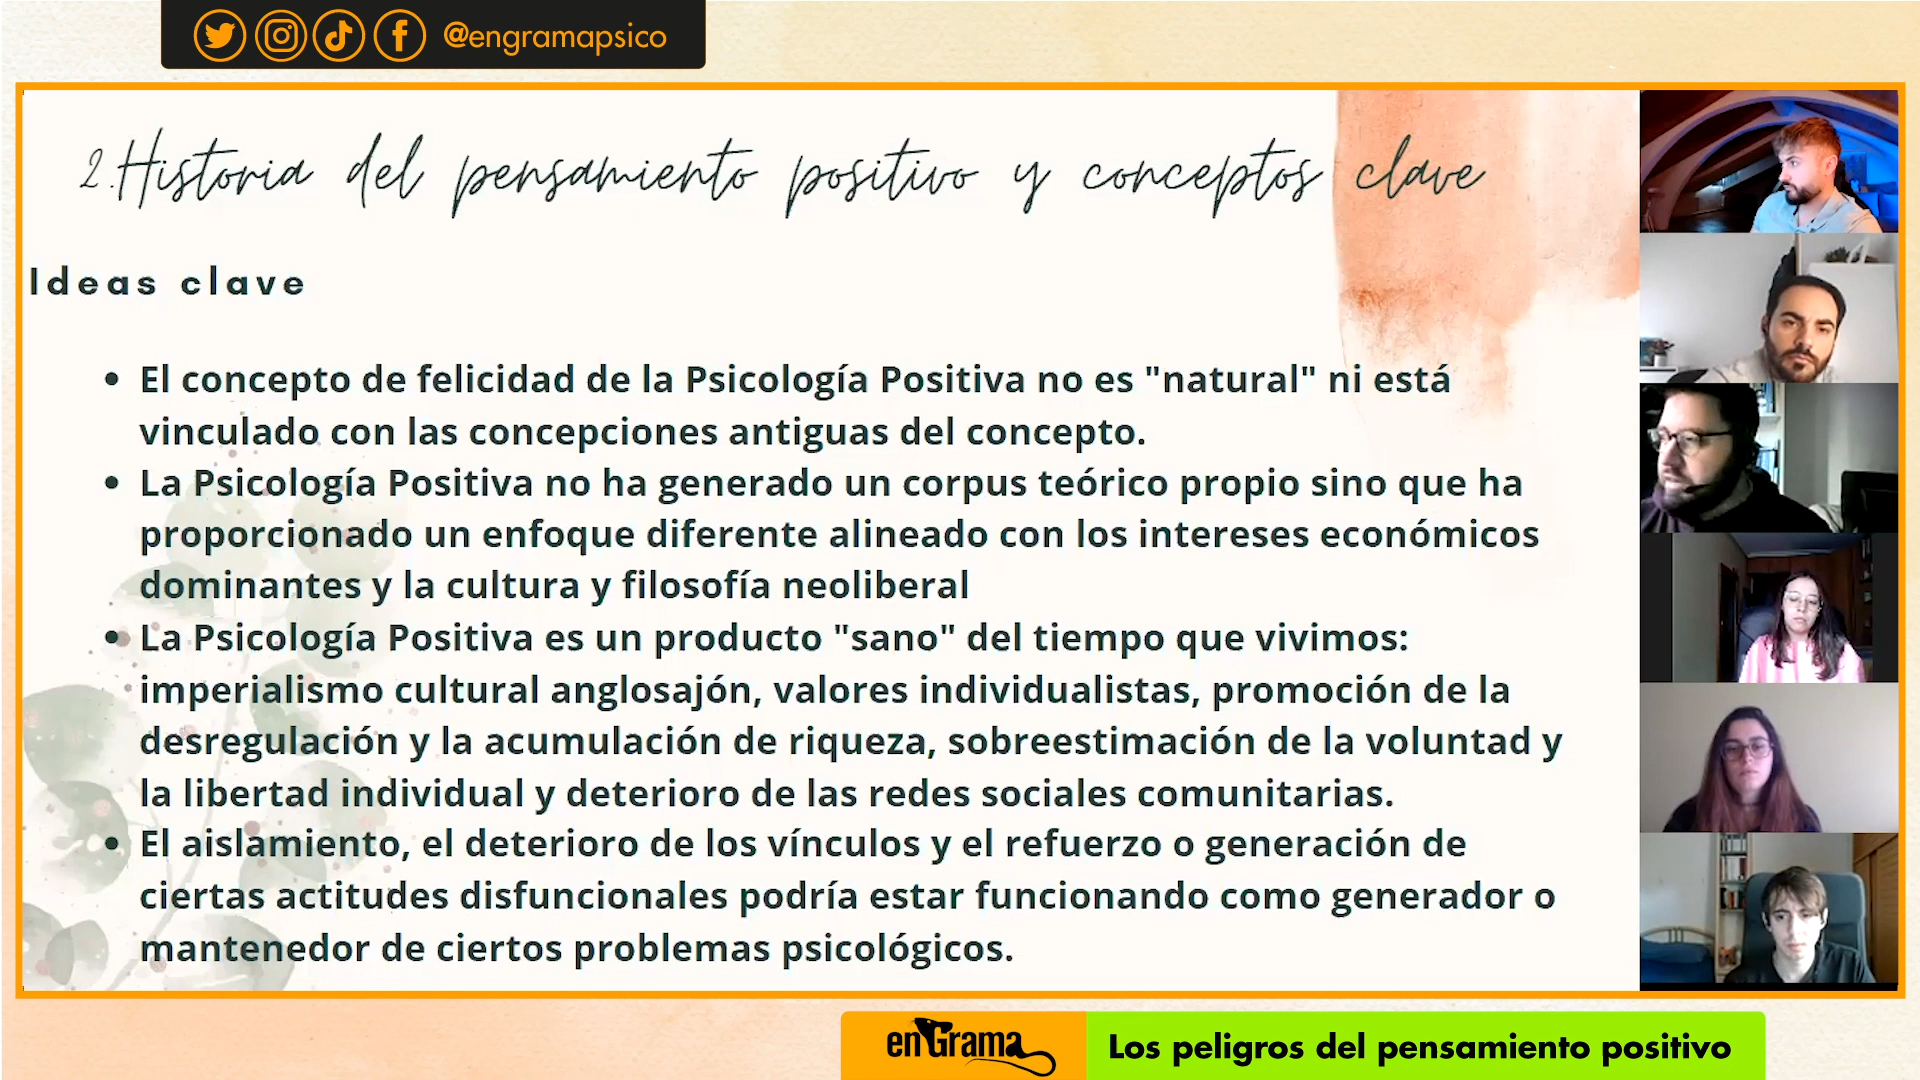 @engramapsico
2.Historia del pensamiento positivo y conceptos clave
Ideas clave
• El concepto de felicidad de la Psicología Positiva no es "natural" ni está
vinculado con las concepciones antiguas del concepto.
• La Psicología Positiva no ha generado un corpus teórico propio sino que ha
proporcionado un enfoque diferente alineado con los intereses económicos
dominantes y la cultura y filosofía neoliberal
• La Psicología Positiva es un producto "sano" del tiempo que vivimos:
imperialismo cultural anglosajón, valores individualistas, promoción de la
desregulación y la acumulación de riqueza, sobreestimación de la voluntad y
la libertad individual y deterioro de las redes sociales comunitarias.
• El aislamiento, el deterioro de los vínculos y el refuerzo o generación de
ciertas actitudes disfuncionales podría estar funcionando como generador o
mantenedor de ciertos problemas psicológicos.
enGrama
Los peligros del pensamiento positivo